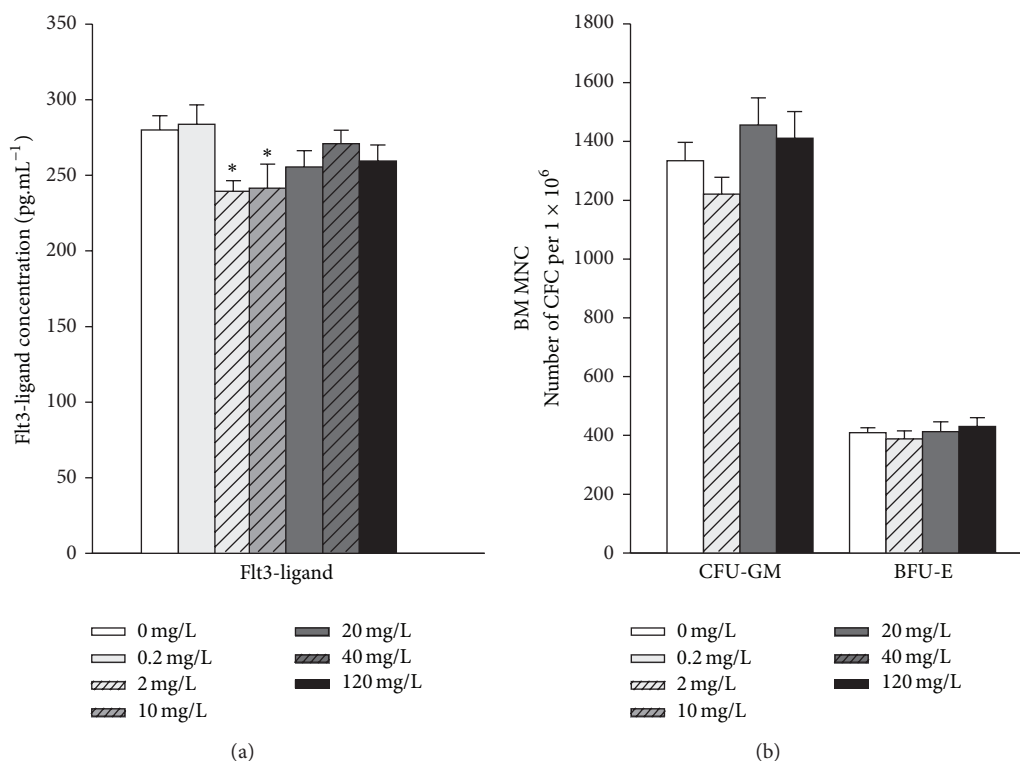 350
300
250
200
250
100
50
0
Flt3-ligand concentration (pg.mL⁻¹)
*
*
Flt3-ligand
0 mg/L
0.2 mg/L
2 mg/L
10 mg/L
20 mg/L
40 mg/L
120 mg/L
(a)
1800
1600
1400
1200
1000
800
600
400
200
0
BM MNC
Number of CFC per 1 × 10⁶
CFU-GM
BFU-E
0 mg/L
0.2 mg/L
2 mg/L
10 mg/L
20 mg/L
40 mg/L
120 mg/L
(b)